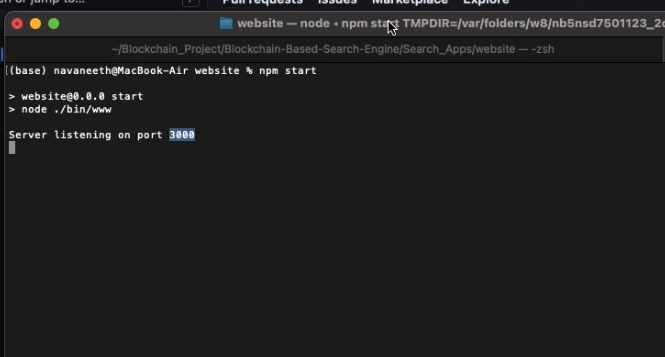 or jump to...
Pull requests Issues Marketplace Explore
website — node ◂ npm start TMPDIR=/var/folders/w8/nb5nsd7501123_2
~/Blockchain_Project/Blockchain-Based-Search-Engine/Search_Apps/website — -zsh
(base) navaneeth@MacBook-Air website % npm start
> website@0.0.0 start
> node ./bin/www
Server listening on port 3000